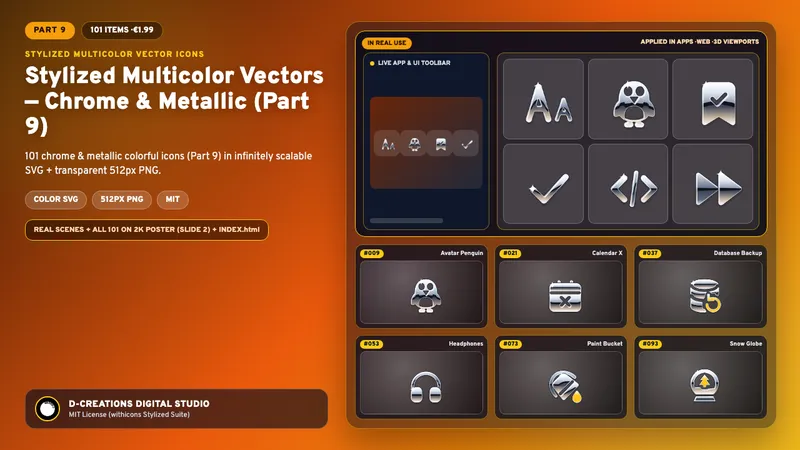 PART 9
101 ITEMS •€1.99
STYLIZED MULTICOLOR VECTOR ICONS
Stylized Multicolor Vectors
— Chrome & Metallic (Part
9)
101 chrome & metallic colorful icons (Part 9) in infinitely scalable
SVG + transparent 512px PNG.
COLOR SVG
512PX PNG
MIT
REAL SCENES + ALL 101 ON 2K POSTER (SLIDE 2) + INDEX.html
D-CREATIONS DIGITAL STUDIO
MIT License (withicons Stylized Suite)
IN REAL USE
APPLIED IN APPS •WEB •3D VIEWPORTS
LIVE APP & UI TOOLBAR
#009
Avatar Penguin
#021
Calendar X
#037
Database Backup
#053
Headphones
#073
Paint Bucket
#093
Snow Globe